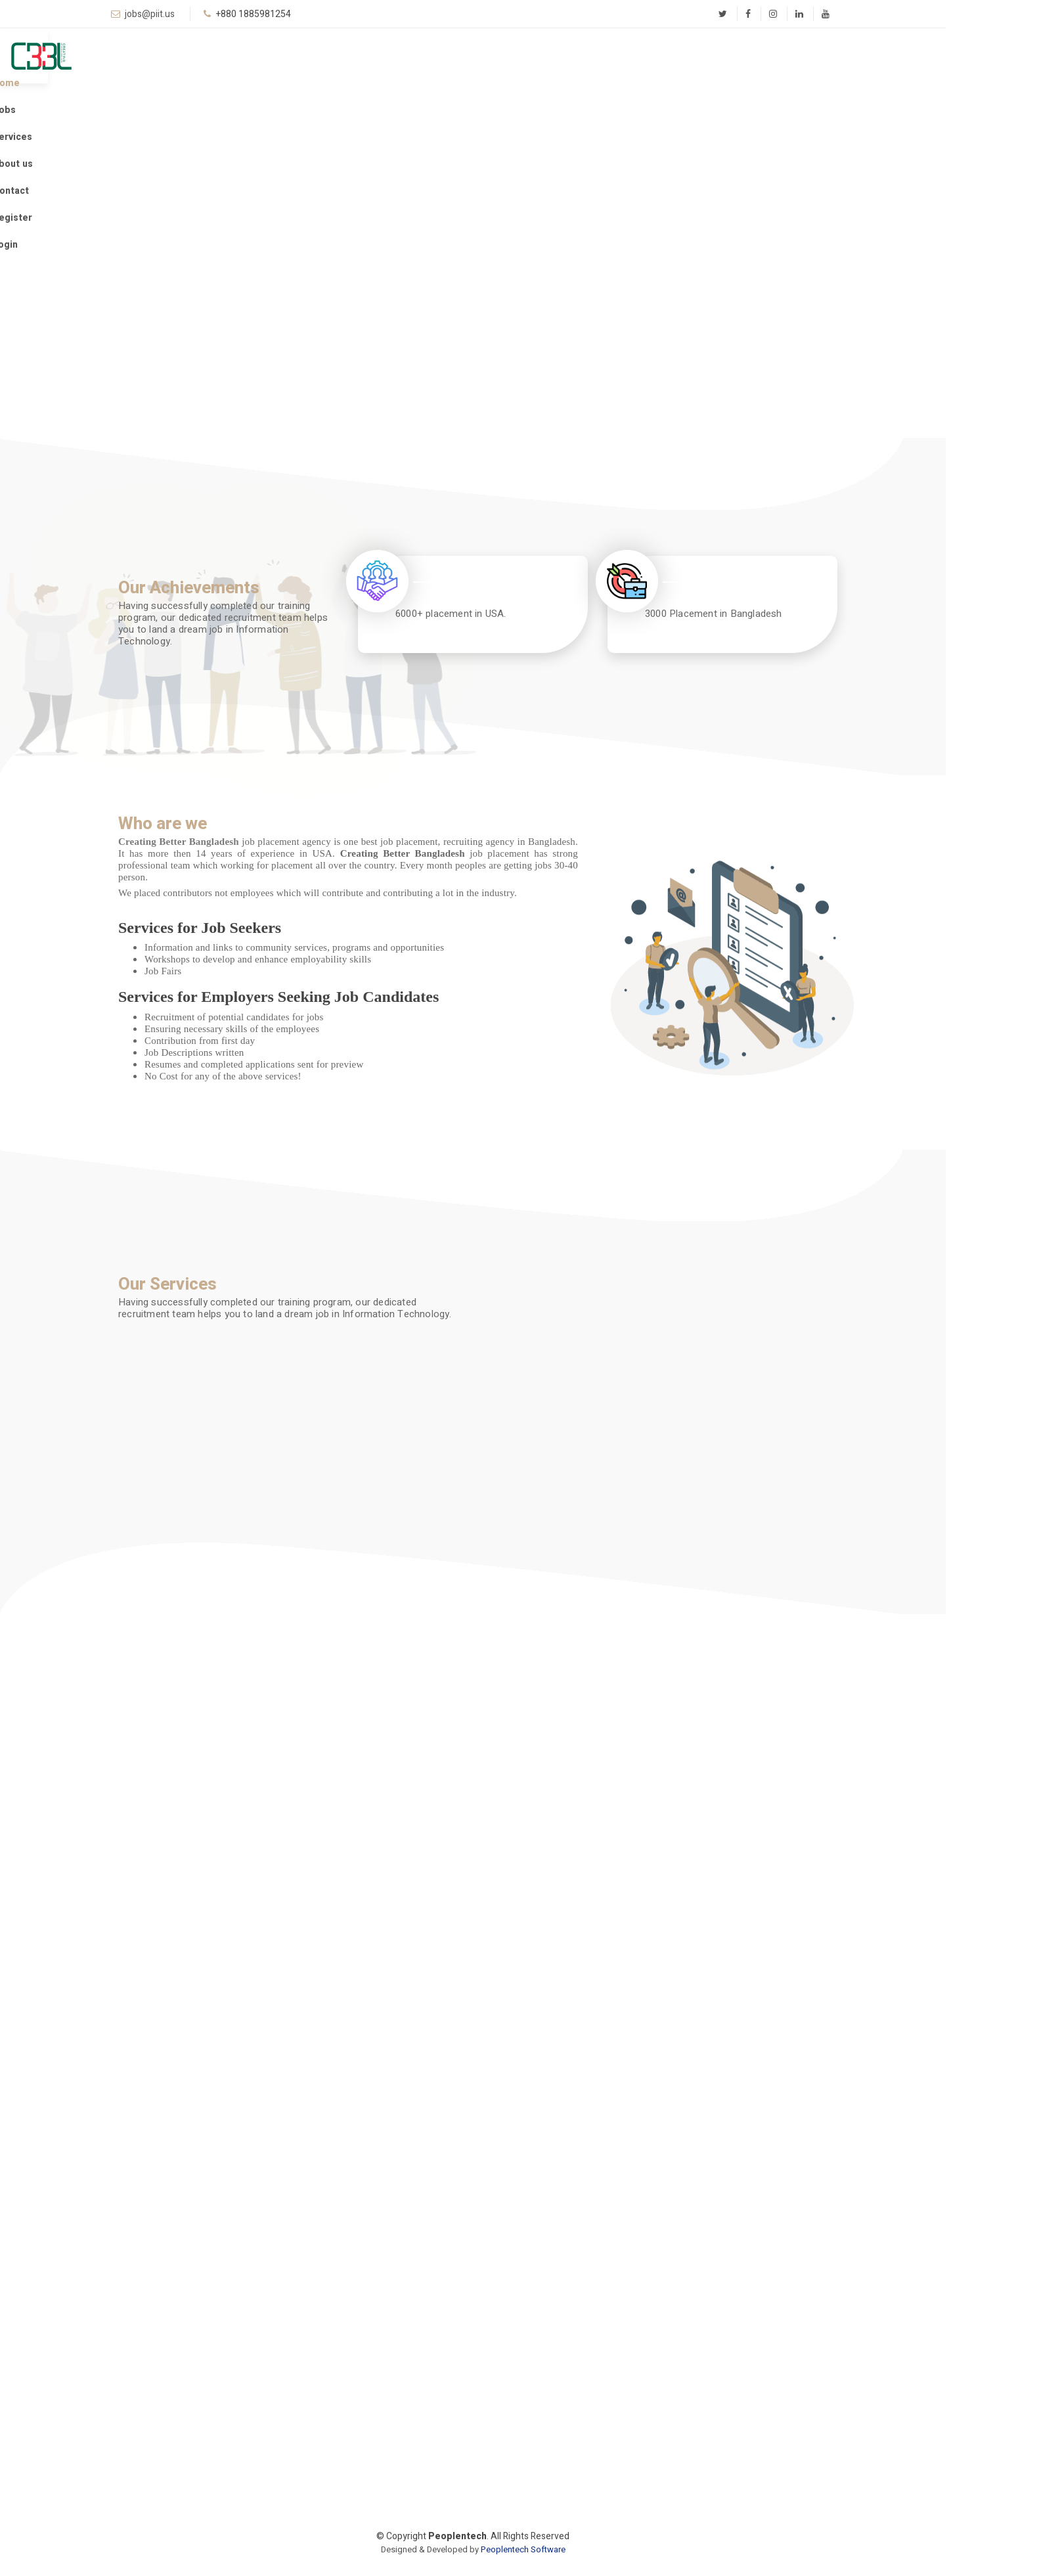 jobs@piit.us +880 1885981254
CBBL
ome
obs
ervices
bout us
ontact
egister
ogin
Our Achievements
Having successfully completed our training
program, our dedicated recruitment team helps
you to land a dream job in Information
Technology.
6000+ placement in USA.
3000 Placement in Bangladesh
Who are we
Creating Better Bangladesh job placement agency is one best job placement, recruiting agency in Bangladesh.
It has more then 14 years of experience in USA. Creating Better Bangladesh job placement has strong
professional team which working for placement all over the country. Every month peoples are getting jobs 30-40
person.
We placed contributors not employees which will contribute and contributing a lot in the industry.
Services for Job Seekers
• Information and links to community services, programs and opportunities
• Workshops to develop and enhance employability skills
• Job Fairs
Services for Employers Seeking Job Candidates
• Recruitment of potential candidates for jobs
• Ensuring necessary skills of the employees
• Contribution from first day
• Job Descriptions written
• Resumes and completed applications sent for preview
• No Cost for any of the above services!
Our Services
Having successfully completed our training program, our dedicated
recruitment team helps you to land a dream job in Information Technology.
© Copyright Peoplentech. All Rights Reserved
Designed & Developed by Peoplentech Software